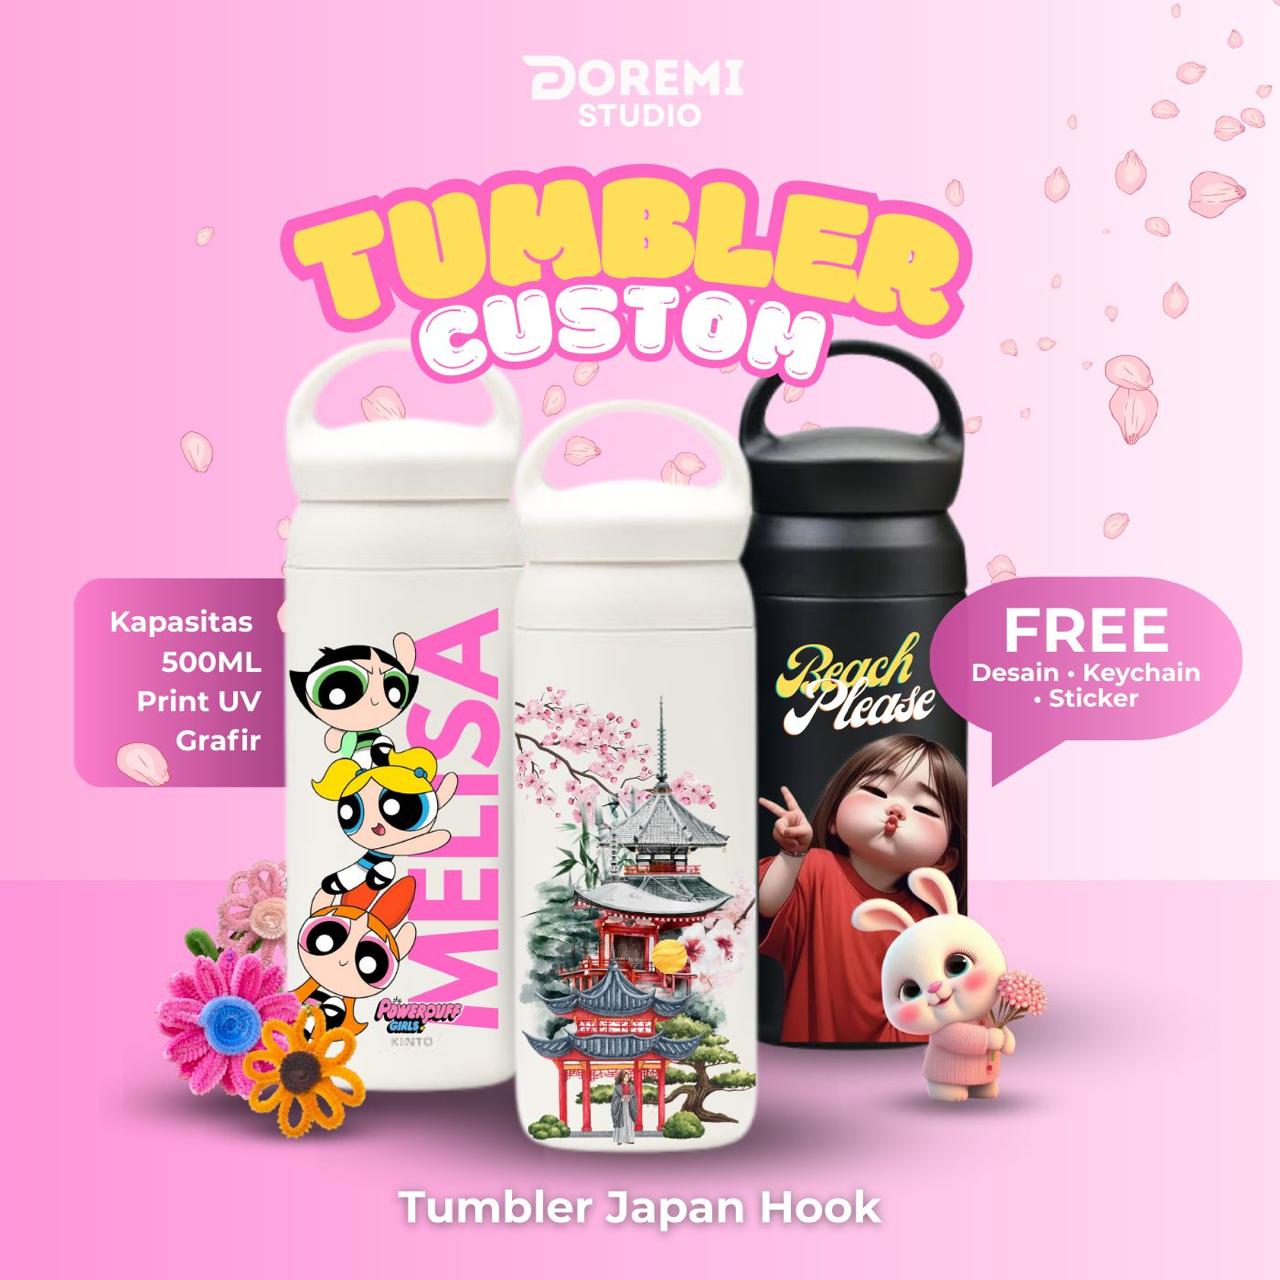 DOREMI
STUDIO
TUMBLER
CUSTOM
Kapasitas
500ML
Print UV
Grafir
FREE
Desain • Keychain
• Sticker
MELISA
the
POWERPUFF
GIRLS
KINTO
Beach
Please
Tumbler Japan Hook